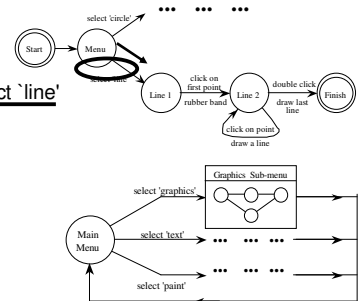 select 'circle'
... ... ...
Start
Menu
ct `line'
click on
first point
double click
Line 1
Line 2
Finish
rubber band
draw last
line
click on point
draw a line
Graphics Sub-menu
select 'graphics'
Main
Menu
select 'text'
... ... ...
... ... ...
select 'paint'